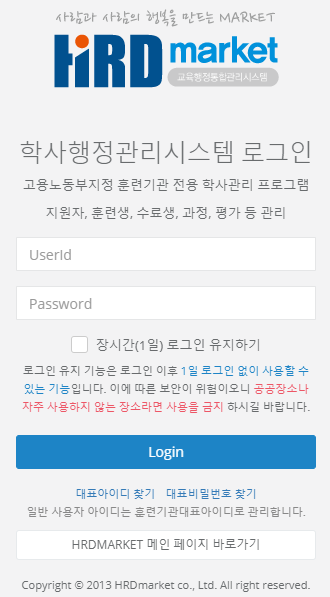 사람과 사람의 행복을 만드는 MARKET
HRD market
교육행정통합관리시스템
학사행정관리시스템 로그인
고용노동부지정 훈련기관 전용 학사관리 프로그램
지원자, 훈련생, 수료생, 과정, 평가 등 관리
UserId
Password
장시간(1일) 로그인 유지하기
로그인 유지 기능은 로그인 이후 1일 로그인 없이 사용할 수
있는 기능입니다. 이에 따른 보안이 위험이오니 공공장소나
자주 사용하지 않는 장소라면 사용을 금지 하시길 바랍니다.
Login
대표아이디 찾기 대표비밀번호 찾기
일반 사용자 아이디는 훈련기관대표아이디로 관리합니다.
HRDMARKET 메인 페이지 바로가기
Copyright © 2013 HRDmarket co., Ltd. All right reserved.